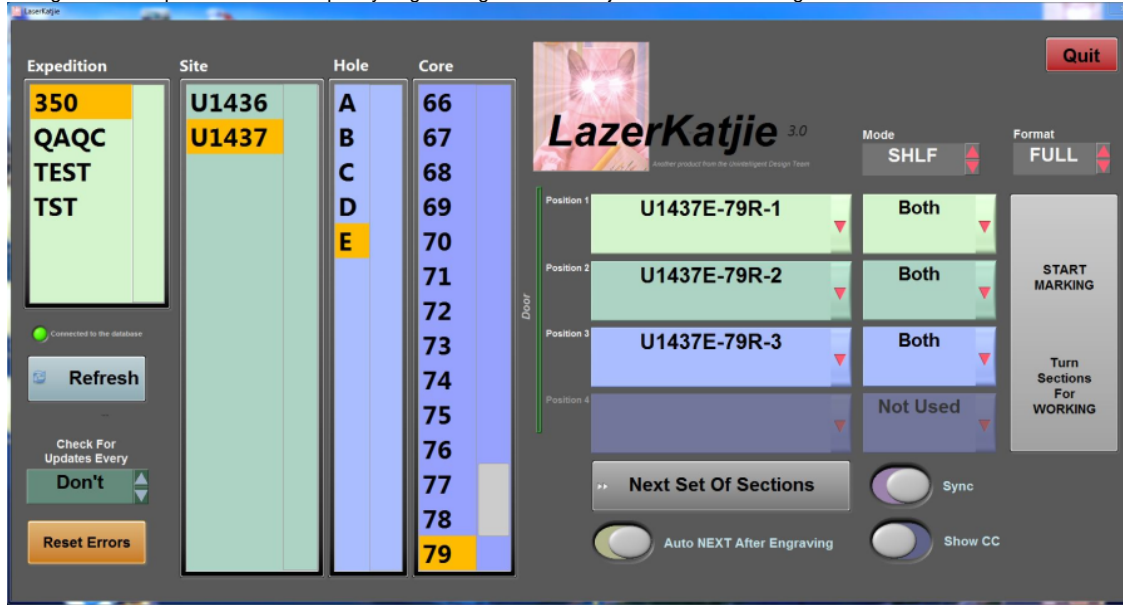 LaserKatjie
Expedition
350
QAQC
TEST
TST
Connected to the database
Refresh
Check For
Updates Every
Don't
Reset Errors
Site
U1436
U1437
Hole
A
B
C
D
E
Core
66
67
68
69
70
71
72
73
74
75
76
77
78
79
LazerKatjie 3.0
Another product from the Unintelligent Design Team
Quit
Mode
SHLF
Format
FULL
Door
Position 1
U1437E-79R-1
Both
Position 2
U1437E-79R-2
Both
Position 3
U1437E-79R-3
Both
Position 4
Not Used
START
MARKING
Turn
Sections
For
WORKING
Next Set Of Sections
Sync
Auto NEXT After Engraving
Show CC